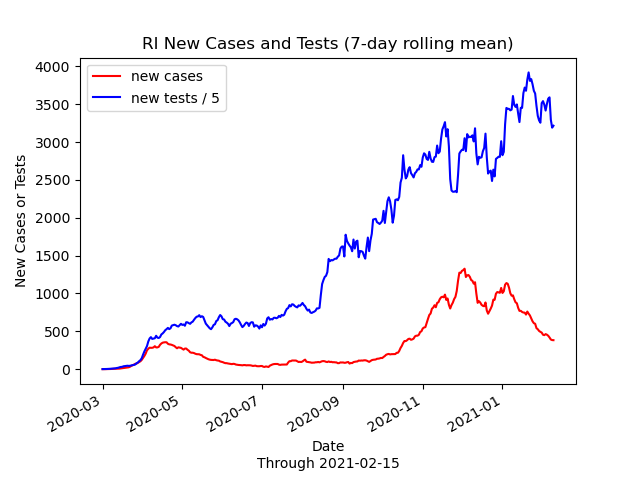 RI New Cases and Tests (7-day rolling mean)
new cases
new tests / 5
4000
3500
3000
2500
2000
1500
1000
500
0
New Cases or Tests
2020-03
2020-05
2020-07
2020-09
2020-11
2021-01
Date
Through 2021-02-15